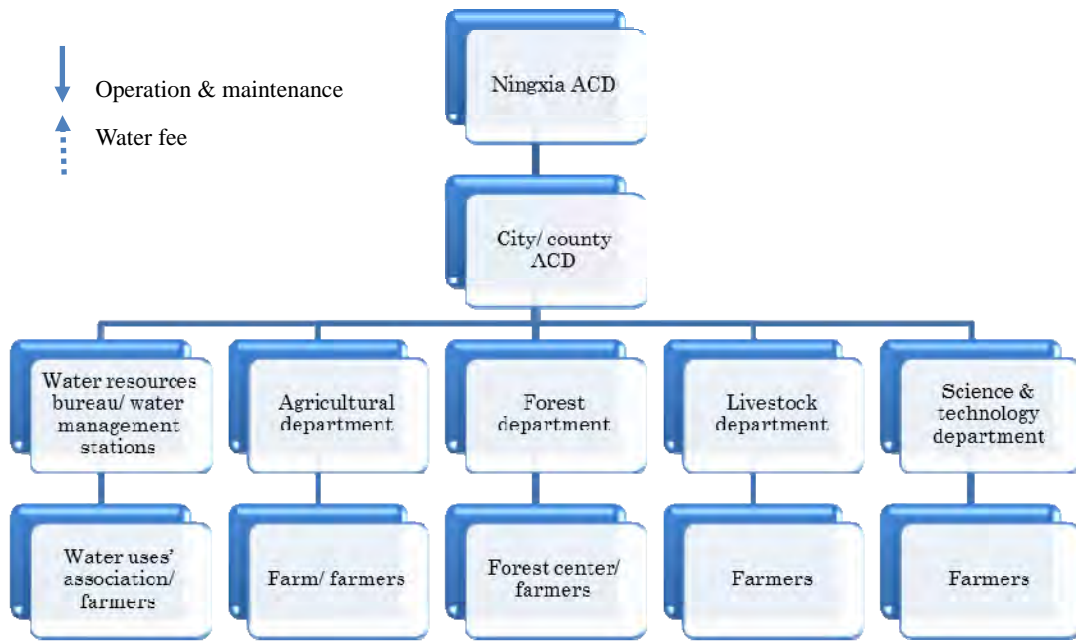 Operation & maintenance
Water fee
Ningxia ACD
City/ county
ACD
Water resources
bureau/ water
management
stations
Agricultural
department
Forest
department
Livestock
department
Science &
technology
department
Water uses'
association/
farmers
Farm/ farmers
Forest center/
farmers
Farmers
Farmers